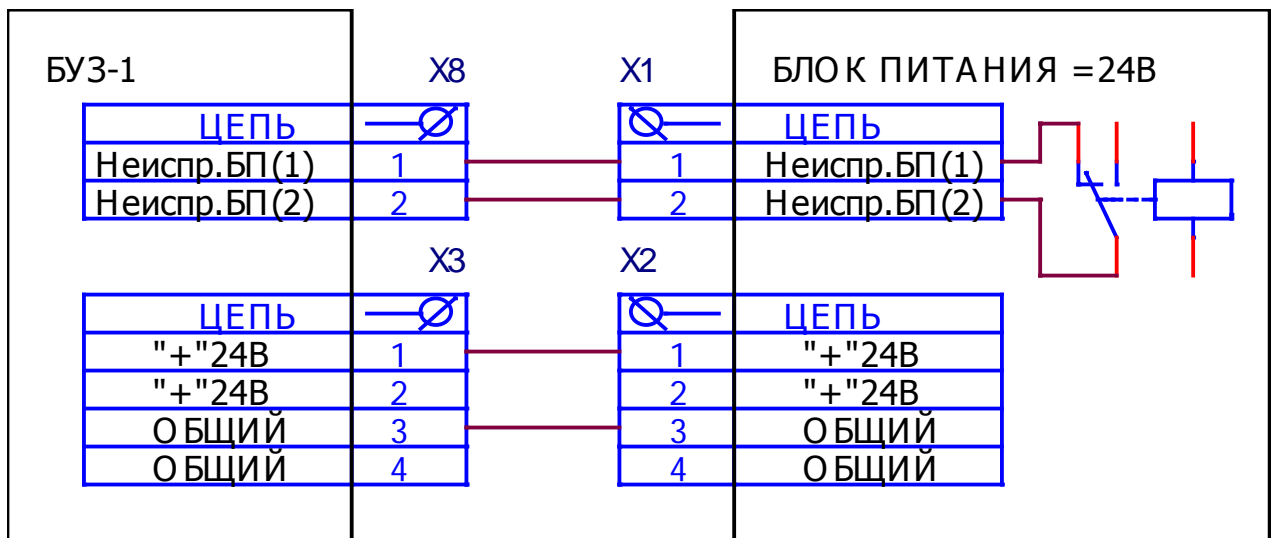 БУЗ-1 X8 X1 БЛОК ПИТАНИЯ =24В
ЦЕПЬ ЦЕПЬ
Неиспр.БП(1) 1 1 Неиспр.БП(1)
Неиспр.БП(2) 2 2 Неиспр.БП(2)
X3 X2
ЦЕПЬ ЦЕПЬ
"+"24В 1 1 "+"24В
"+"24В 2 2 "+"24В
ОБЩИЙ 3 3 ОБЩИЙ
ОБЩИЙ 4 4 ОБЩИЙ